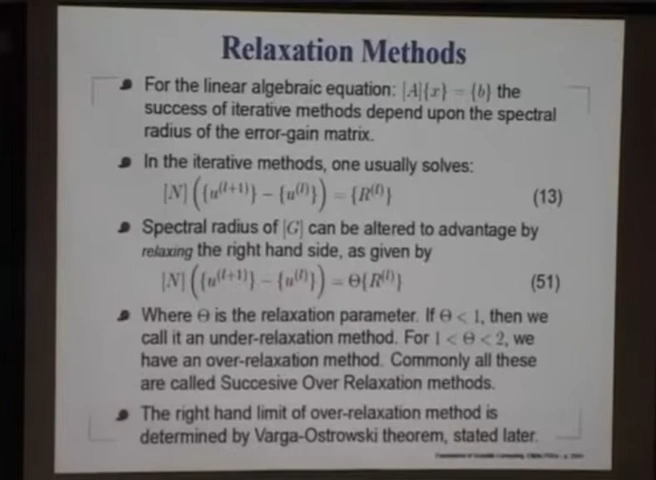 Relaxation Methods
For the linear algebraic equation: [A]{x} = {b} the
success of iterative methods depend upon the spectral
radius of the error-gain matrix.
In the iterative methods, one usually solves:
[N] ({u^(l+1)} − {u^(l)}) = {R^(l)} (13)
Spectral radius of [G] can be altered to advantage by
relaxing the right hand side, as given by
[N] ({u^(l+1)} − {u^(l)}) = Θ{R^(l)} (51)
Where Θ is the relaxation parameter. If Θ < 1, then we
call it an under-relaxation method. For 1 < Θ < 2, we
have an over-relaxation method. Commonly all these
are called Succesive Over Relaxation methods.
The right hand limit of over-relaxation method is
determined by Varga-Ostrowski theorem, stated later.